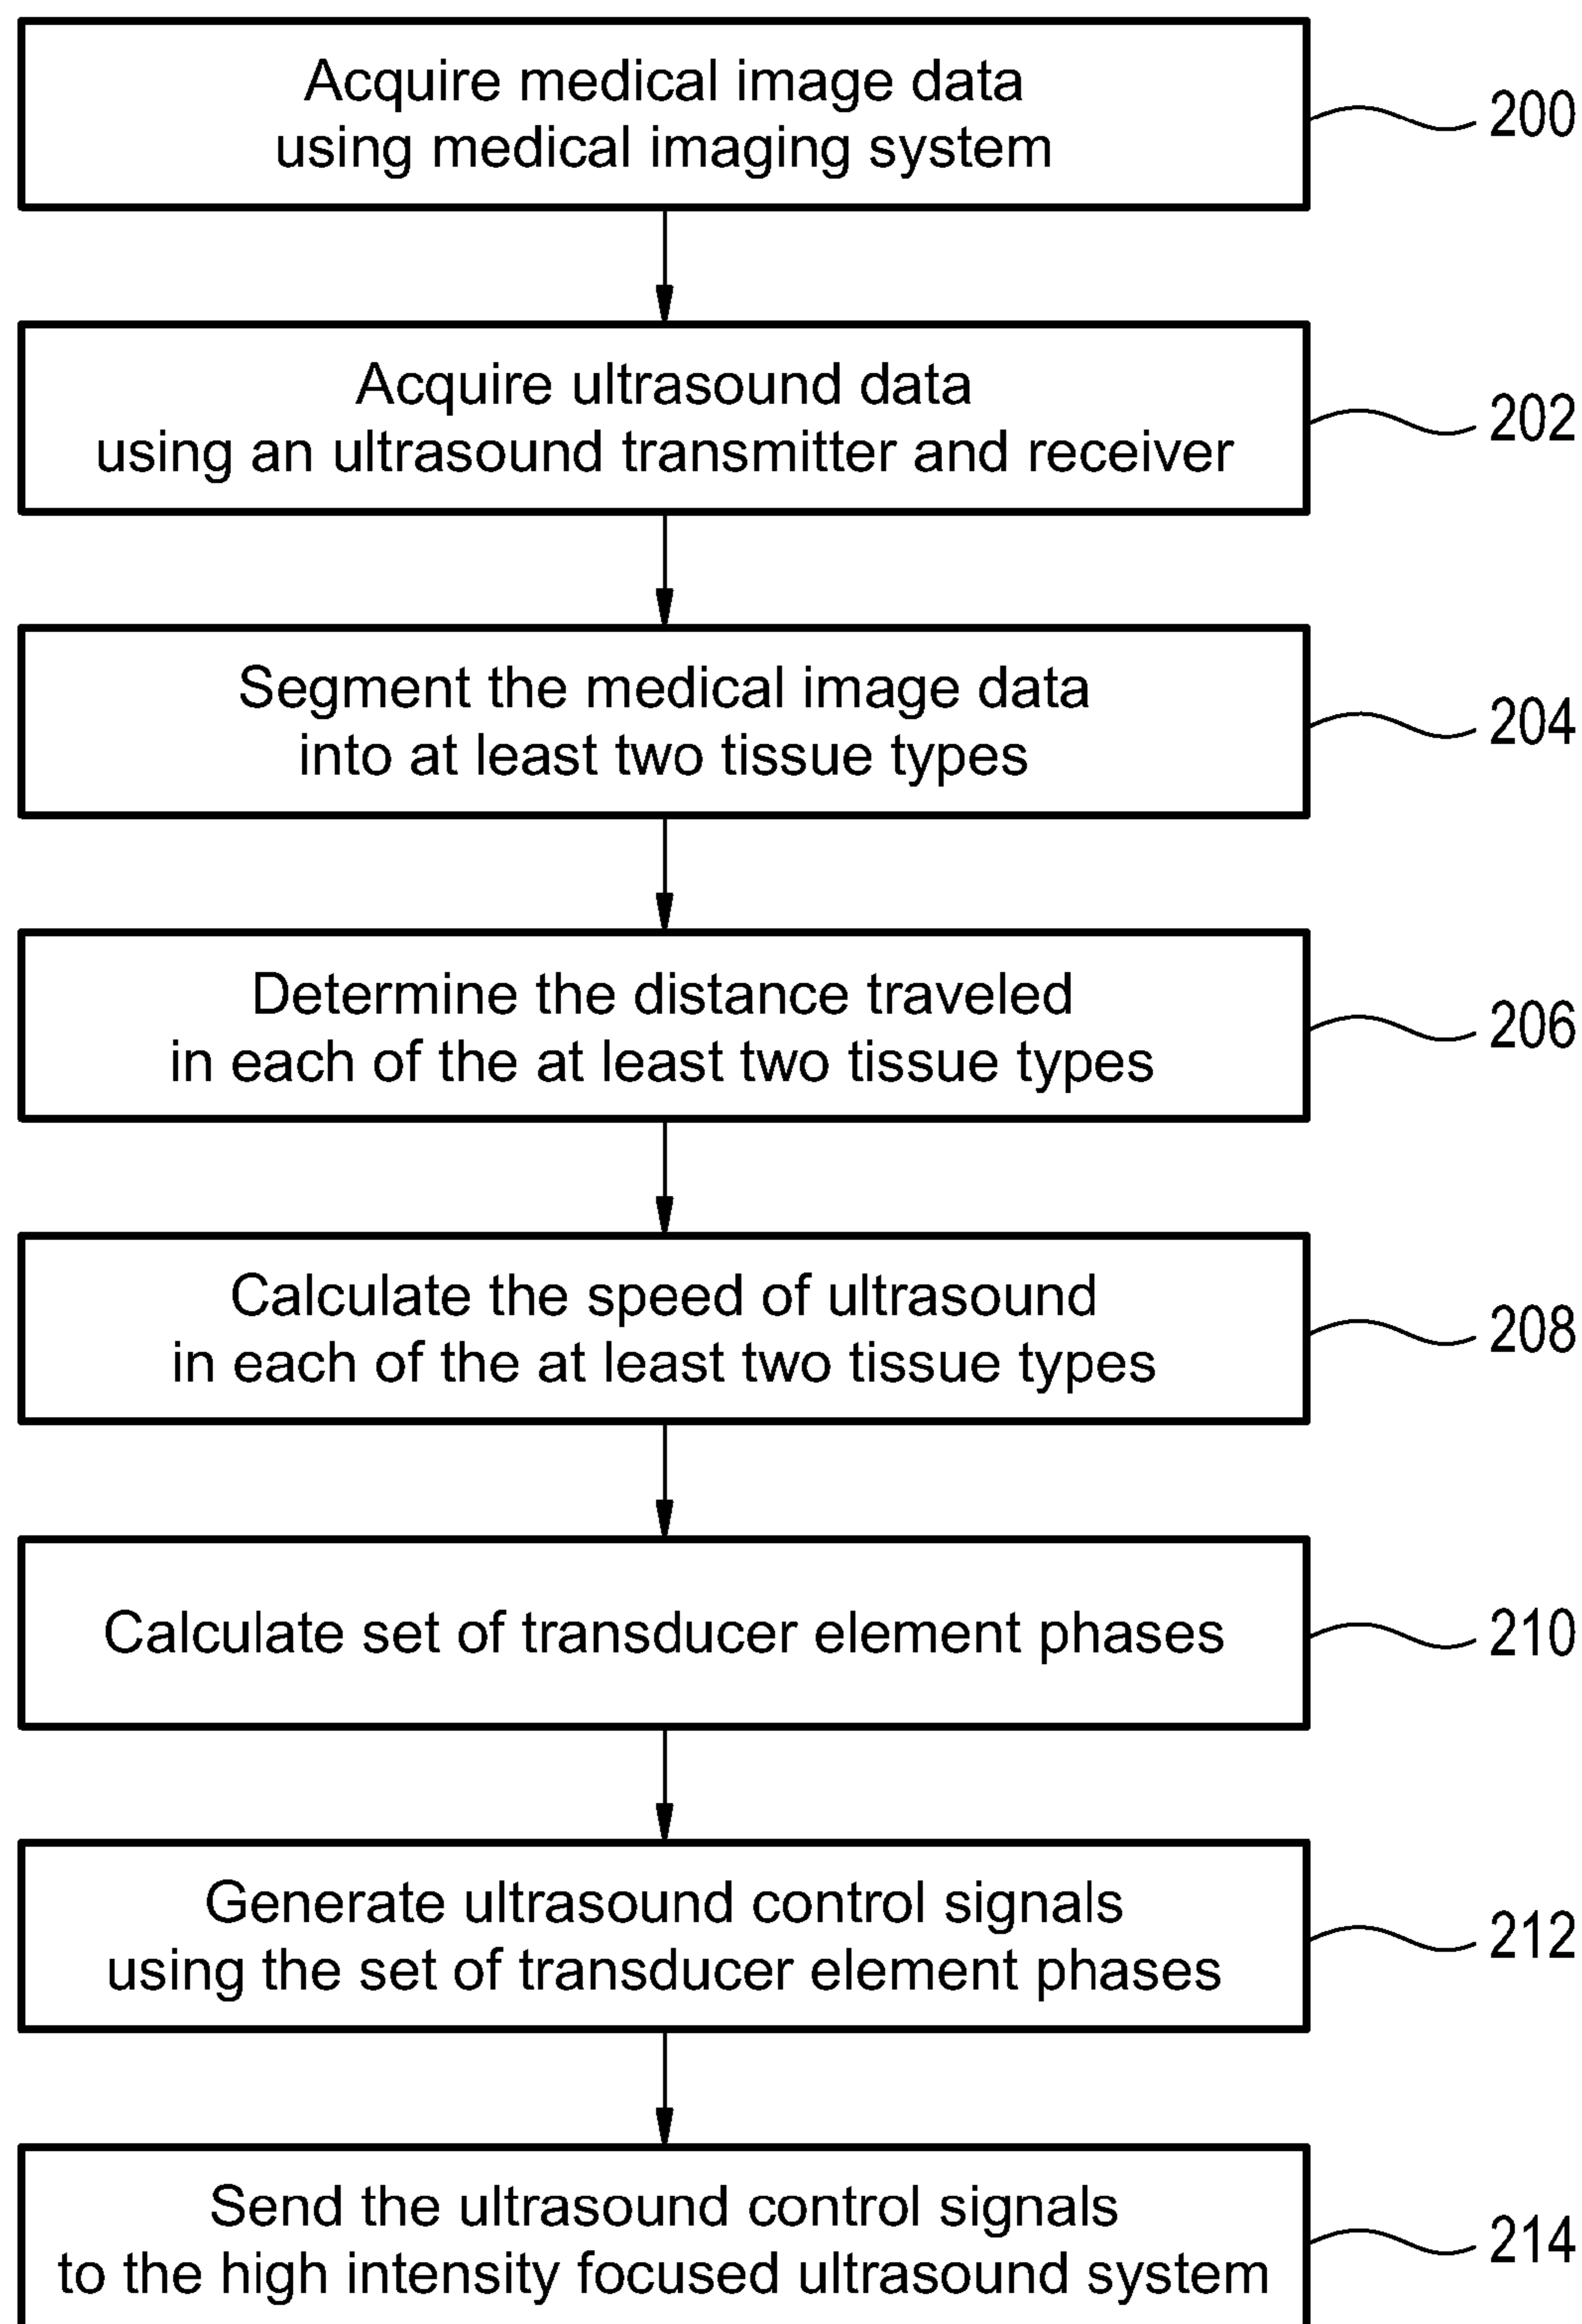 Acquire medical image data
using medical imaging system
200
Acquire ultrasound data
using an ultrasound transmitter and receiver
202
Segment the medical image data
into at least two tissue types
204
Determine the distance traveled
in each of the at least two tissue types
206
Calculate the speed of ultrasound
in each of the at least two tissue types
208
Calculate set of transducer element phases
210
Generate ultrasound control signals
using the set of transducer element phases
212
Send the ultrasound control signals
to the high intensity focused ultrasound system
214